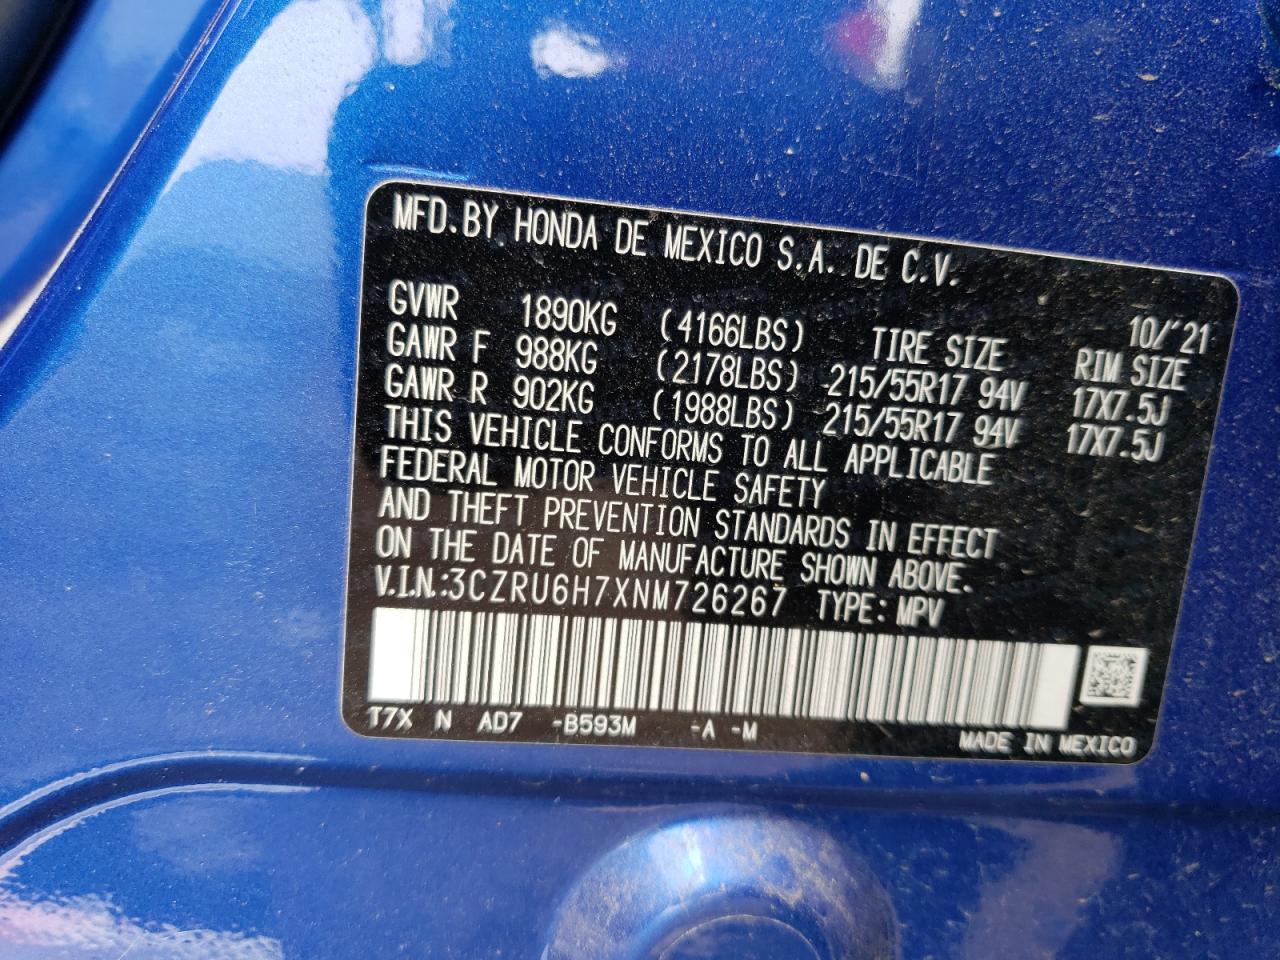 MFD.BY HONDA DE MEXICO S.A. DE C.V.
10/'21
GVWR 1890KG (4166LBS) TIRE SIZE RIM SIZE
GAWR F 988KG (2178LBS) 215/55R17 94V 17X7.5J
GAWR R 902KG (1988LBS) 215/55R17 94V 17X7.5J
THIS VEHICLE CONFORMS TO ALL APPLICABLE
FEDERAL MOTOR VEHICLE SAFETY
AND THEFT PREVENTION STANDARDS IN EFFECT
ON THE DATE OF MANUFACTURE SHOWN ABOVE.
V.I.N.:3CZRU6H7XNM726267 TYPE: MPV
T7X N AD7 -B593M -A -M
MADE IN MEXICO